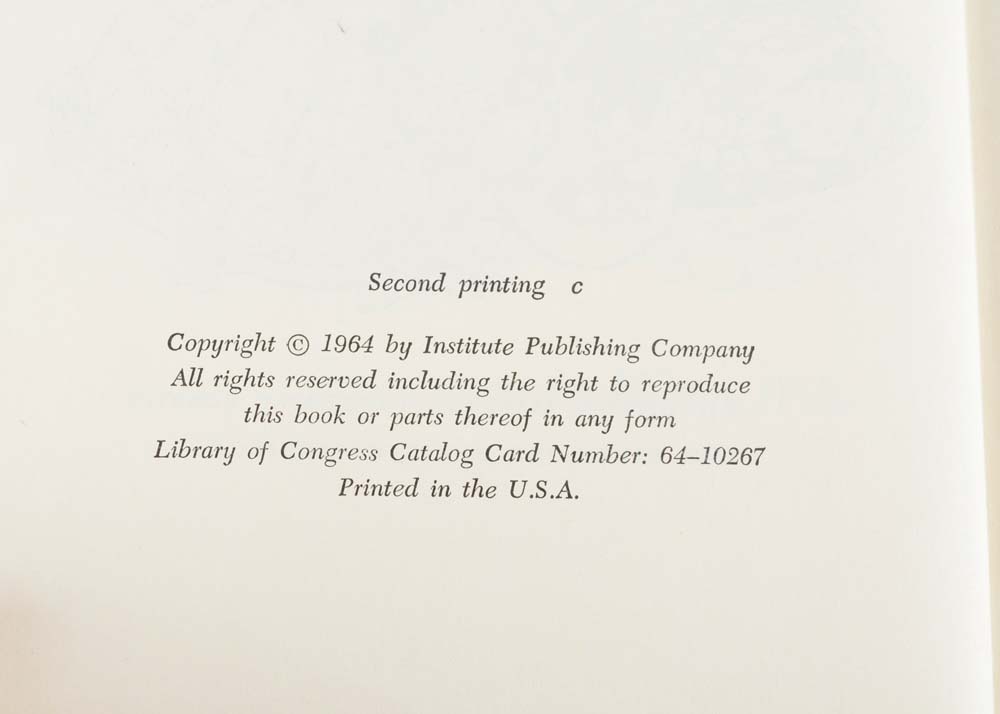 Second printing c
Copyright © 1964 by Institute Publishing Company
All rights reserved including the right to reproduce
this book or parts thereof in any form
Library of Congress Catalog Card Number: 64–10267
Printed in the U.S.A.